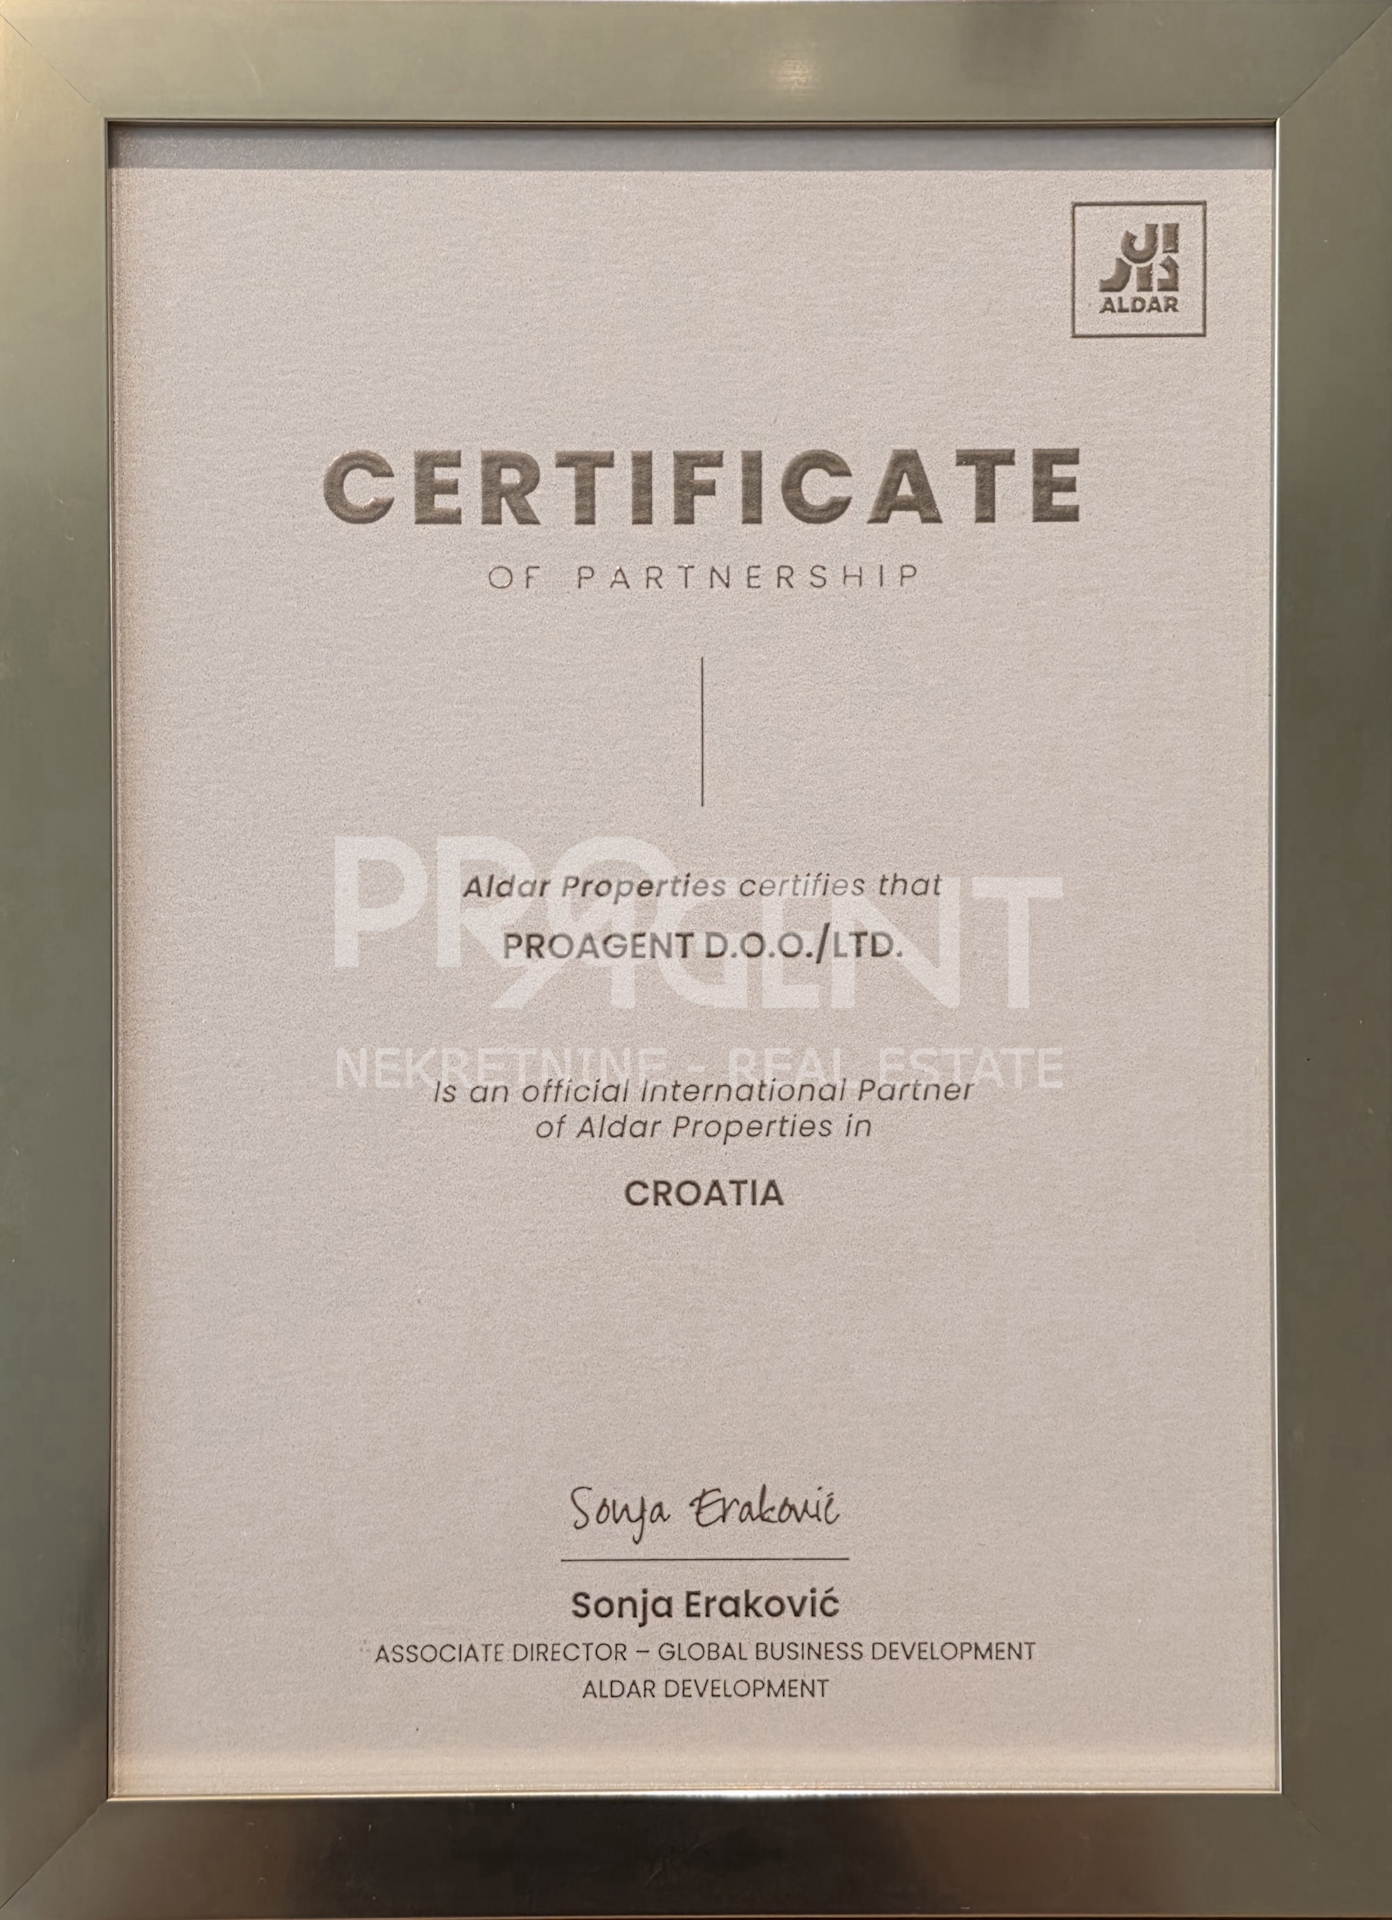 الدار
ALDAR
CERTIFICATE
OF PARTNERSHIP
Aldar Properties certifies that
PROAGENT D.O.O./LTD.
PROAGENT
NEKRETNINE - REAL ESTATE
Is an official International Partner
of Aldar Properties in
CROATIA
Sonja Eraković
Sonja Eraković
ASSOCIATE DIRECTOR – GLOBAL BUSINESS DEVELOPMENT
ALDAR DEVELOPMENT